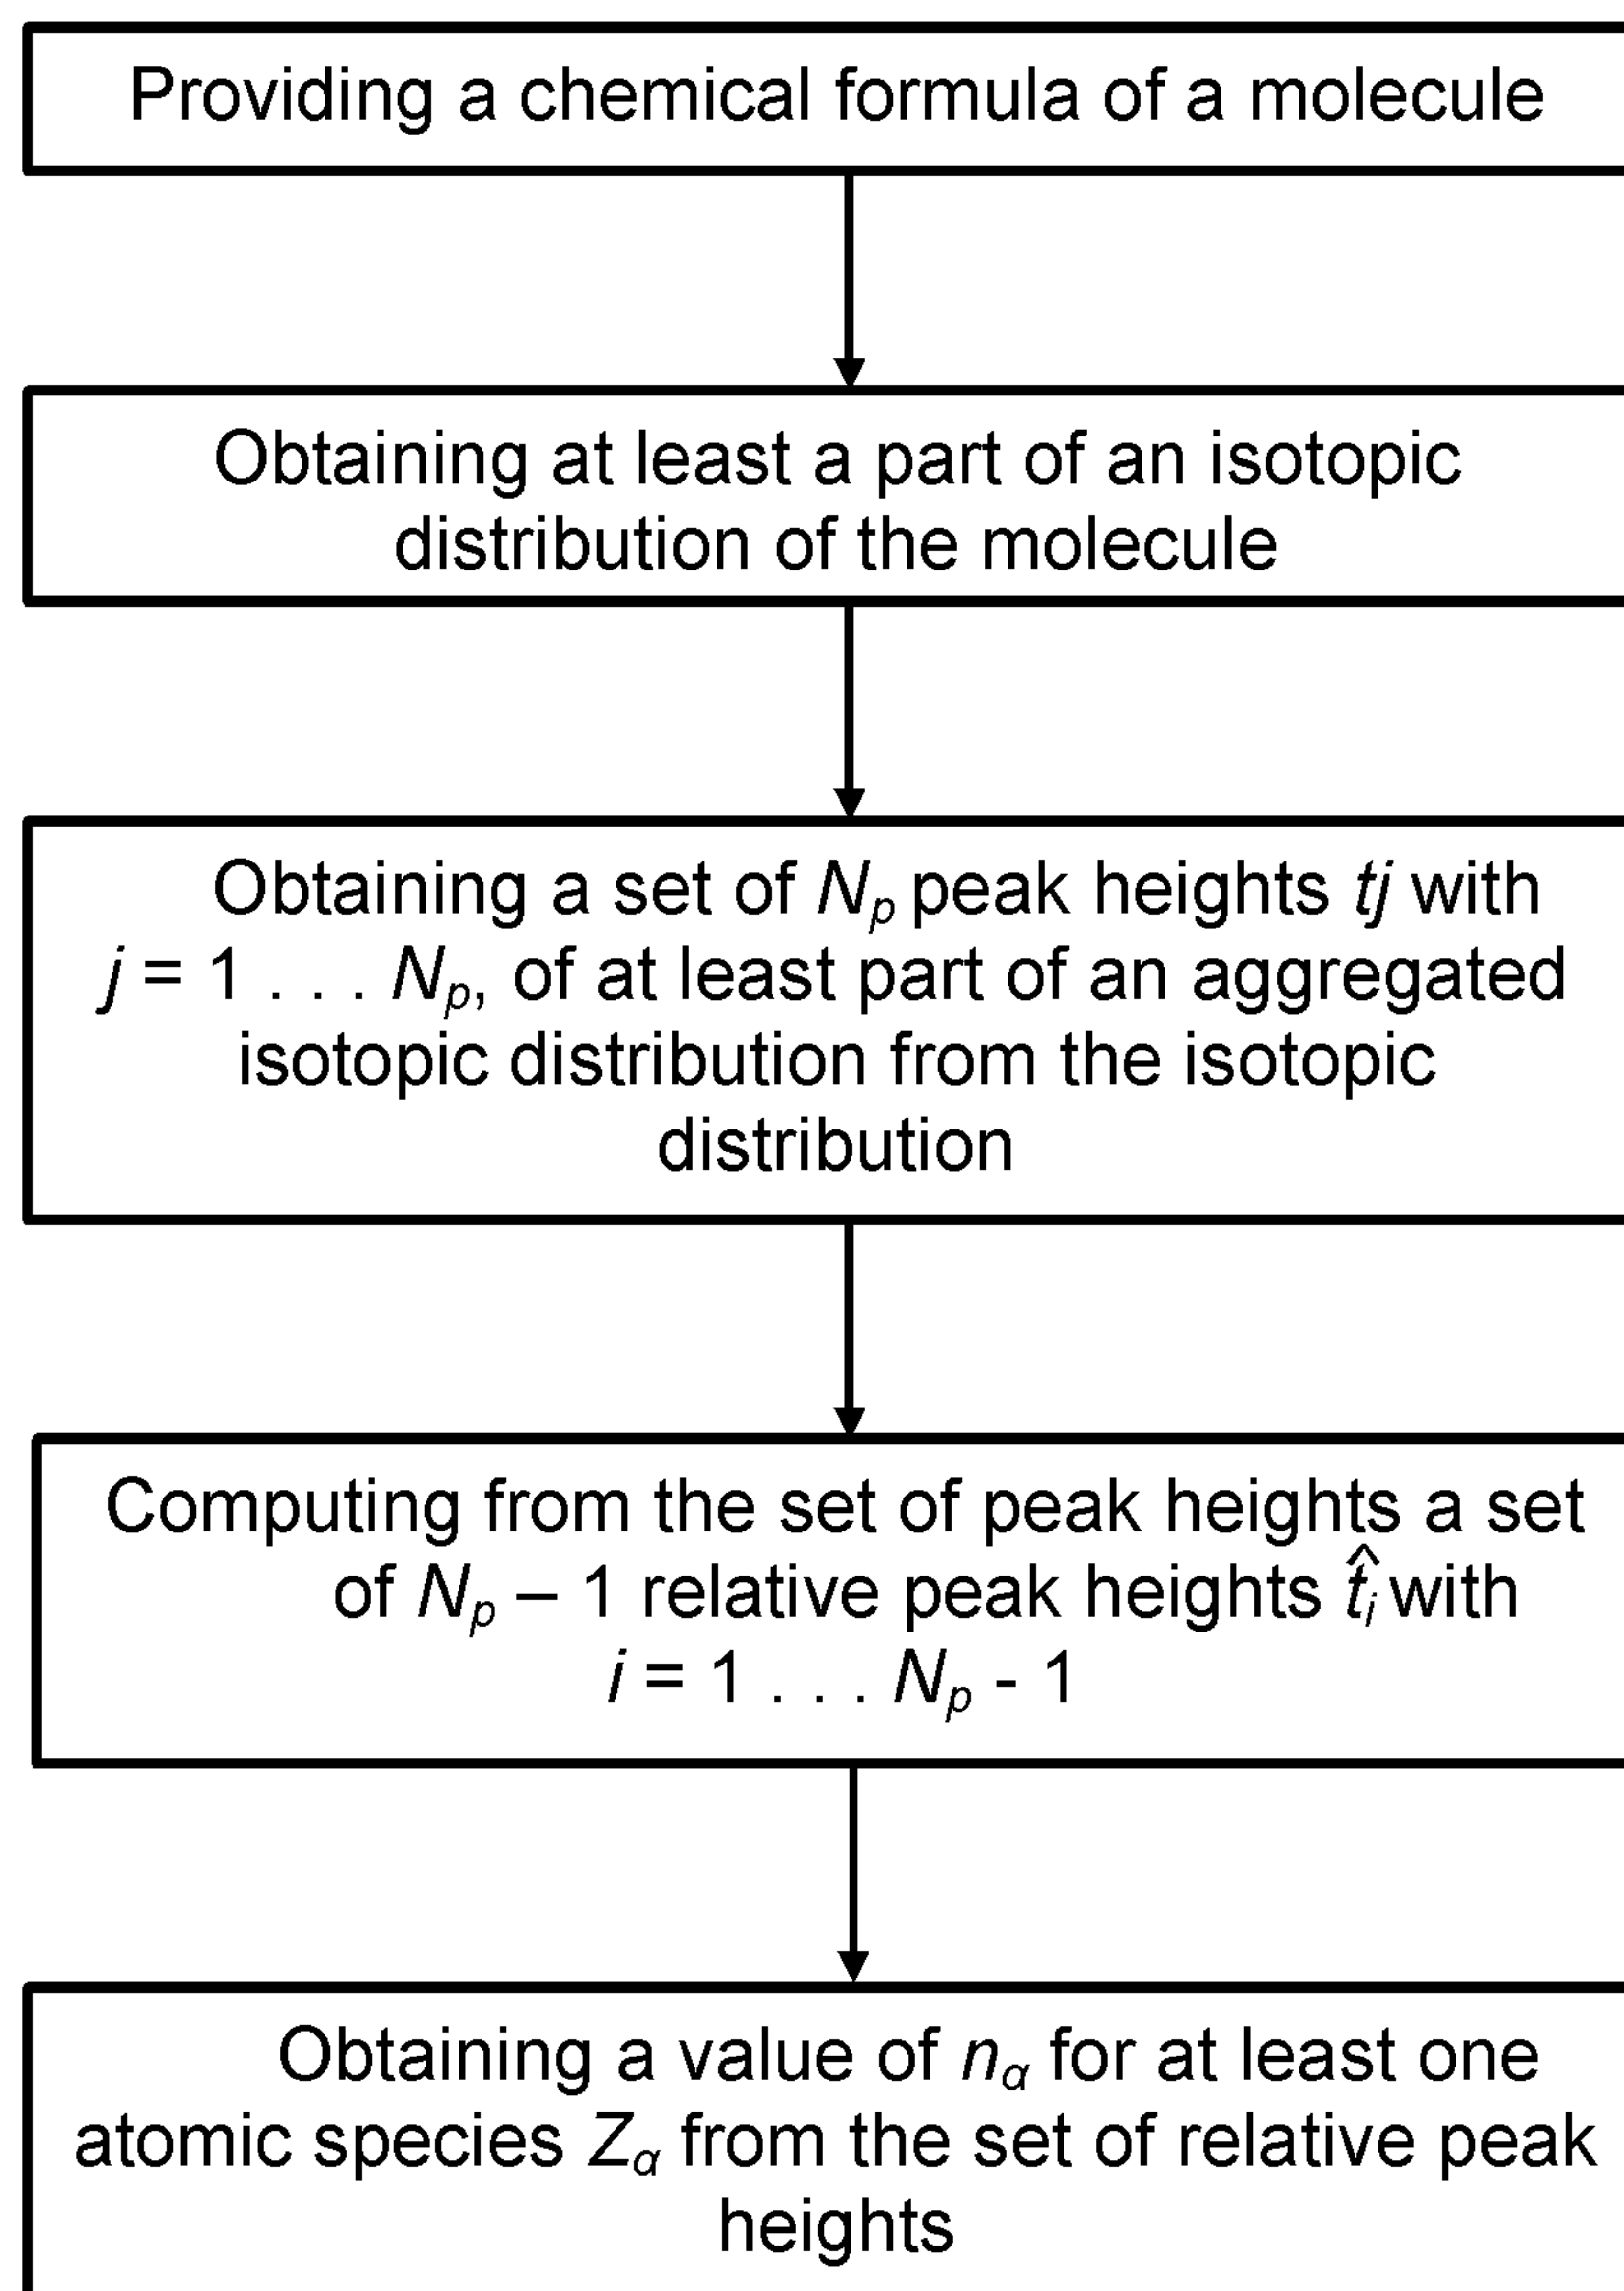 Providing a chemical formula of a molecule
Obtaining at least a part of an isotopic
distribution of the molecule
Obtaining a set of Nₚ peak heights tj with
j = 1 . . . Nₚ, of at least part of an aggregated
isotopic distribution from the isotopic
distribution
Computing from the set of peak heights a set
of Nₚ – 1 relative peak heights t̂ᵢ with
i = 1 . . . Nₚ - 1
Obtaining a value of n_α for at least one
atomic species Z_α from the set of relative peak
heights